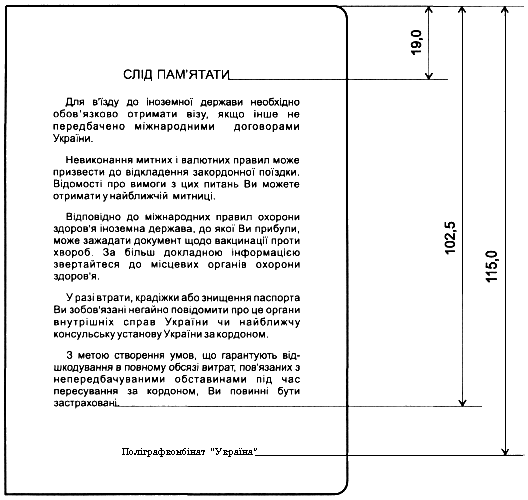 СЛІД ПАМ'ЯТАТИ
Для в'їзду до іноземної держави необхідно
обов'язково отримати візу, якщо інше не
передбачено міжнародними договорами
України.
Невиконання митних і валютних правил може
призвести до відкладення закордонної поїздки.
Відомості про вимоги з цих питань Ви можете
отримати у найближчій митниці.
Відповідно до міжнародних правил охорони
здоров'я іноземна держава, до якої Ви прибули,
може зажадати документ щодо вакцинації проти
хвороб. За більш докладною інформацією
звертайтеся до місцевих органів охорони
здоров'я.
У разі втрати, крадіжки або знищення паспорта
Ви зобов'язані негайно повідомити про це органи
внутрішніх справ України чи найближчу
консульську установу України за кордоном.
З метою створення умов, що гарантують від-
шкодування в повному обсязі витрат, пов'язаних з
непередбачуваними обставинами під час
пересування за кордоном, Ви повинні бути
застраховані.
Поліграфкомбінат "Україна"
19,0
102,5
115,0